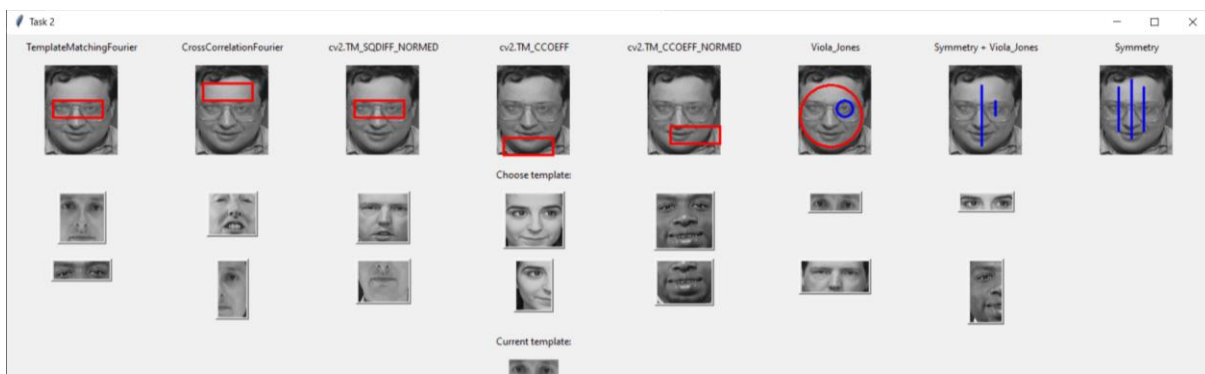 Task 2
TemplateMatchingFourier CrossCorrelationFourier cv2.TM_SQDIFF_NORMED cv2.TM_CCOEFF cv2.TM_CCOEFF_NORMED Viola_Jones Symmetry + Viola_Jones Symmetry
Choose template:
Current template: